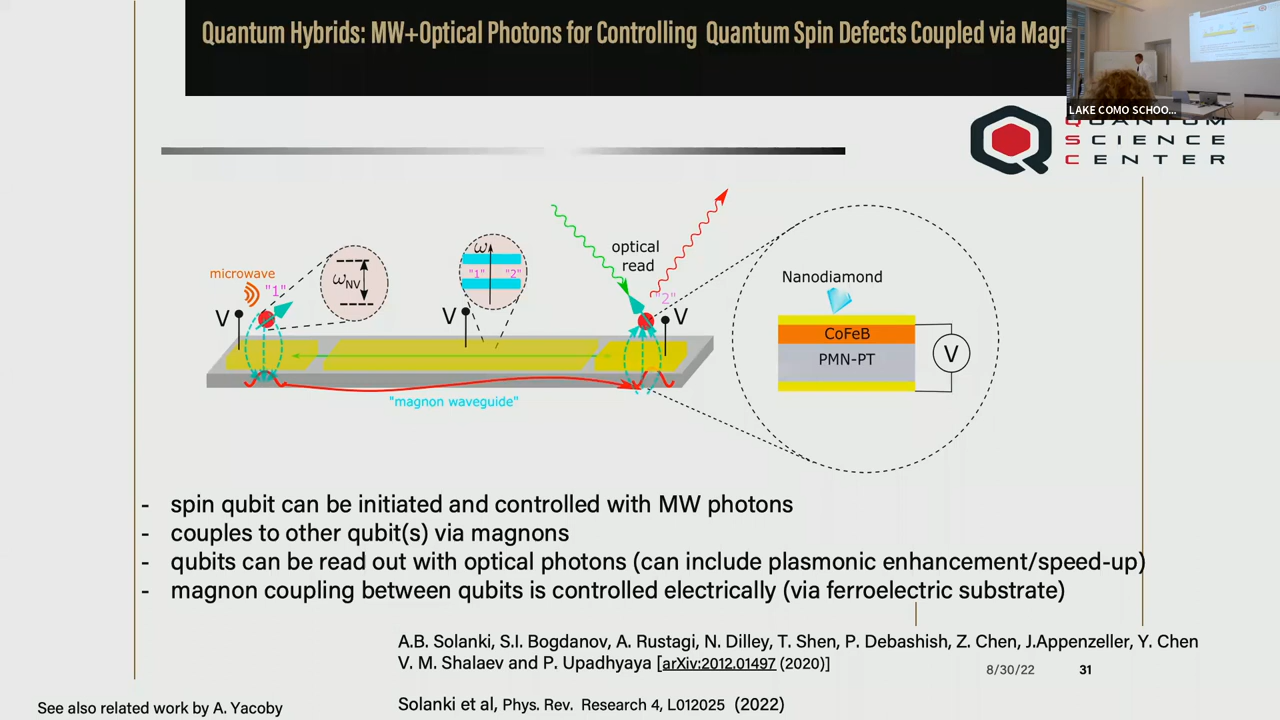 Quantum Hybrids: MW+Optical Photons for Controlling Quantum Spin Defects Coupled via Magn
LAKE COMO SCHOO...
QUANTUM
SCIENCE
CENTER
microwave
"1"
ωNV
ω
"1" "2"
optical
read
"2"
V
V
V
"magnon waveguide"
Nanodiamond
CoFeB
PMN-PT
V
- spin qubit can be initiated and controlled with MW photons
- couples to other qubit(s) via magnons
- qubits can be read out with optical photons (can include plasmonic enhancement/speed-up)
- magnon coupling between qubits is controlled electrically (via ferroelectric substrate)
A.B. Solanki, S.I. Bogdanov, A. Rustagi, N. Dilley, T. Shen, P. Debashish, Z. Chen, J.Appenzeller, Y. Chen
V. M. Shalaev and P. Upadhyaya [arXiv:2012.01497 (2020)]
8/30/22 31
Solanki et al, Phys. Rev. Research 4, L012025 (2022)
See also related work by A. Yacoby